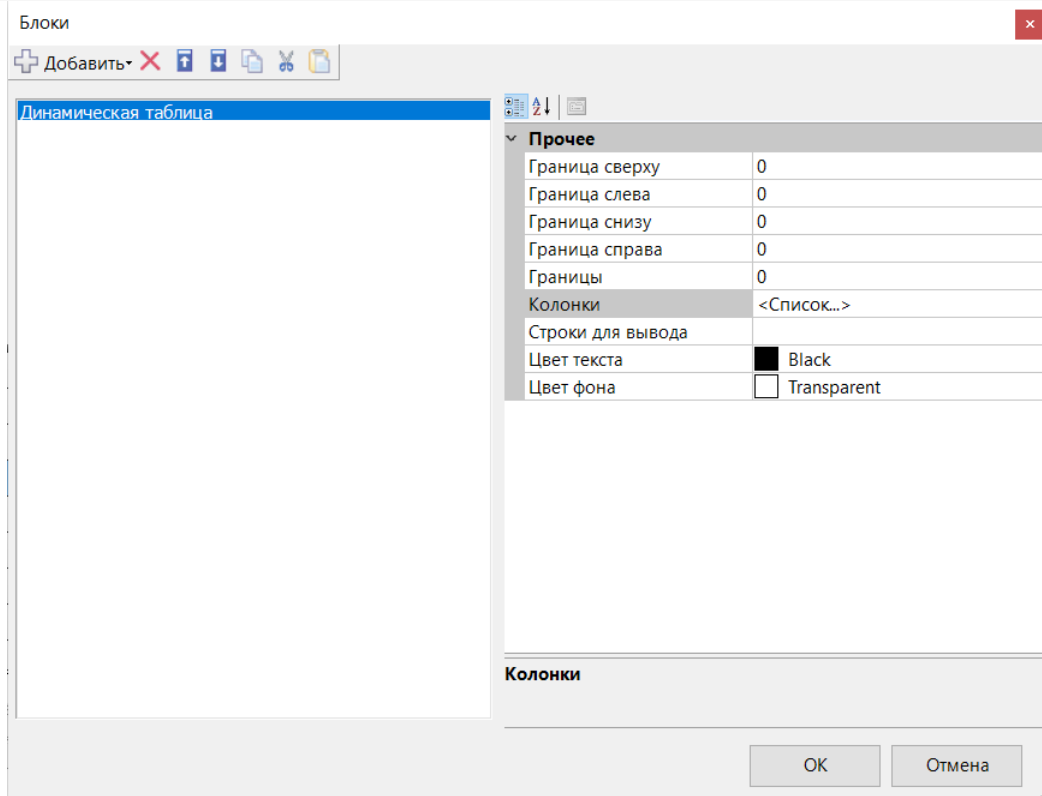 Блоки
Добавить
Динамическая таблица
Прочее
Граница сверху 0
Граница слева 0
Граница снизу 0
Граница справа 0
Границы 0
Колонки <Список...>
Строки для вывода
Цвет текста Black
Цвет фона Transparent
Колонки
OK Отмена